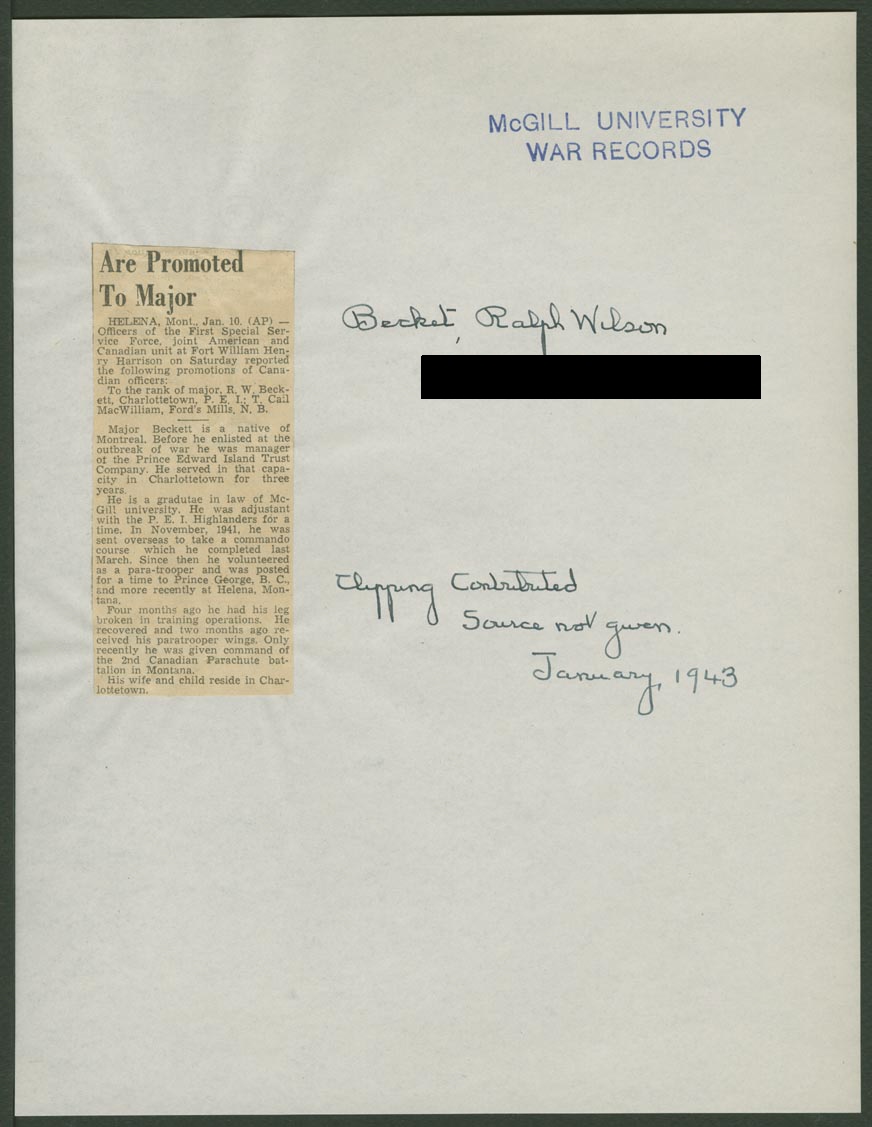 McGILL UNIVERSITY
WAR RECORDS
Are Promoted
To Major
HELENA, Mont., Jan. 10. (AP) —
Officers of the First Special Ser-
vice Force, joint American and
Canadian unit at Fort William Hen-
ry Harrison on Saturday reported
the following promotions of Cana-
dian officers:
To the rank of major, R. W. Beck-
ett, Charlottetown, P. E. I.; T. Cail
MacWilliam, Ford's Mills, N. B.
Major Beckett is a native of
Montreal. Before he enlisted at the
outbreak of war he was manager
of the Prince Edward Island Trust
Company. He served in that capa-
city in Charlottetown for three
years.
He is a gradutae in law of Mc-
Gill university. He was adjustant
with the P. E. I. Highlanders for a
time. In November, 1941, he was
sent overseas to take a commando
course which he completed last
March. Since then he volunteered
as a para-trooper and was posted
for a time to Prince George, B. C.,
and more recently at Helena, Mon-
tana.
Four months ago he had his leg
broken in training operations. He
recovered and two months ago re-
ceived his paratrooper wings. Only
recently he was given command of
the 2nd Canadian Parachute bat-
talion in Montana.
His wife and child reside in Char-
lottetown.
Becket, Ralph Wilson
Clipping Contributed
Source not given.
January, 1943